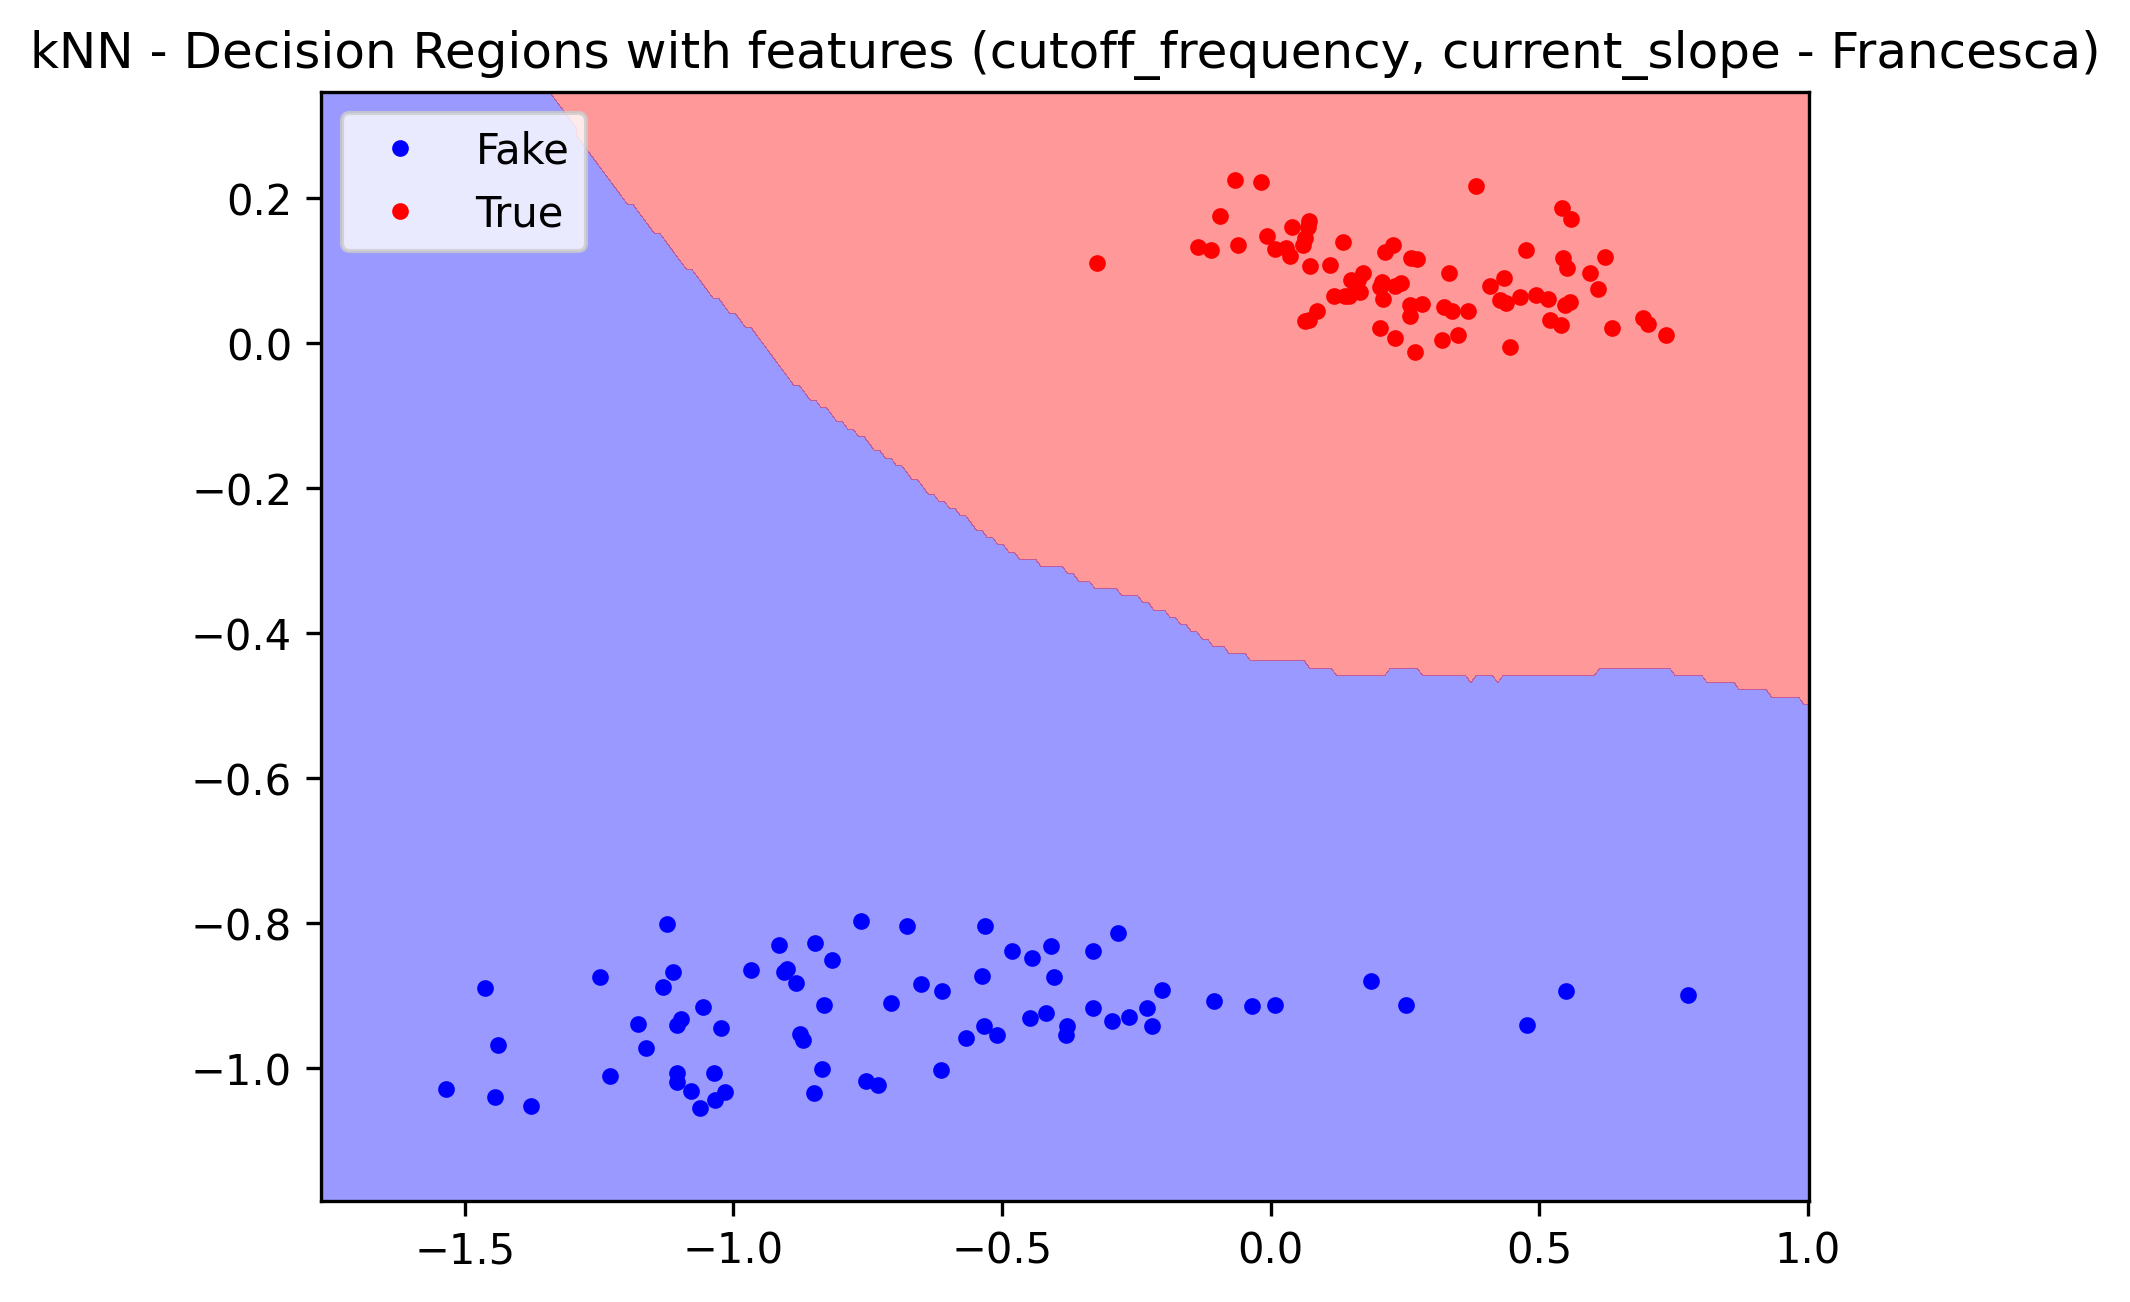 kNN - Decision Regions with features (cutoff_frequency, current_slope - Francesca)
Fake
True
0.2
0.0
−0.2
−0.4
−0.6
−0.8
−1.0
−1.5 −1.0 −0.5 0.0 0.5 1.0